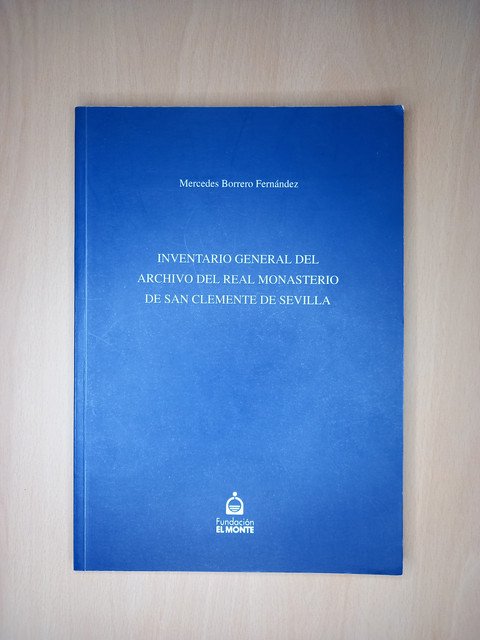 Mercedes Borrero Fernández
INVENTARIO GENERAL DEL
ARCHIVO DEL REAL MONASTERIO
DE SAN CLEMENTE DE SEVILLA
Fundación
EL MONTE